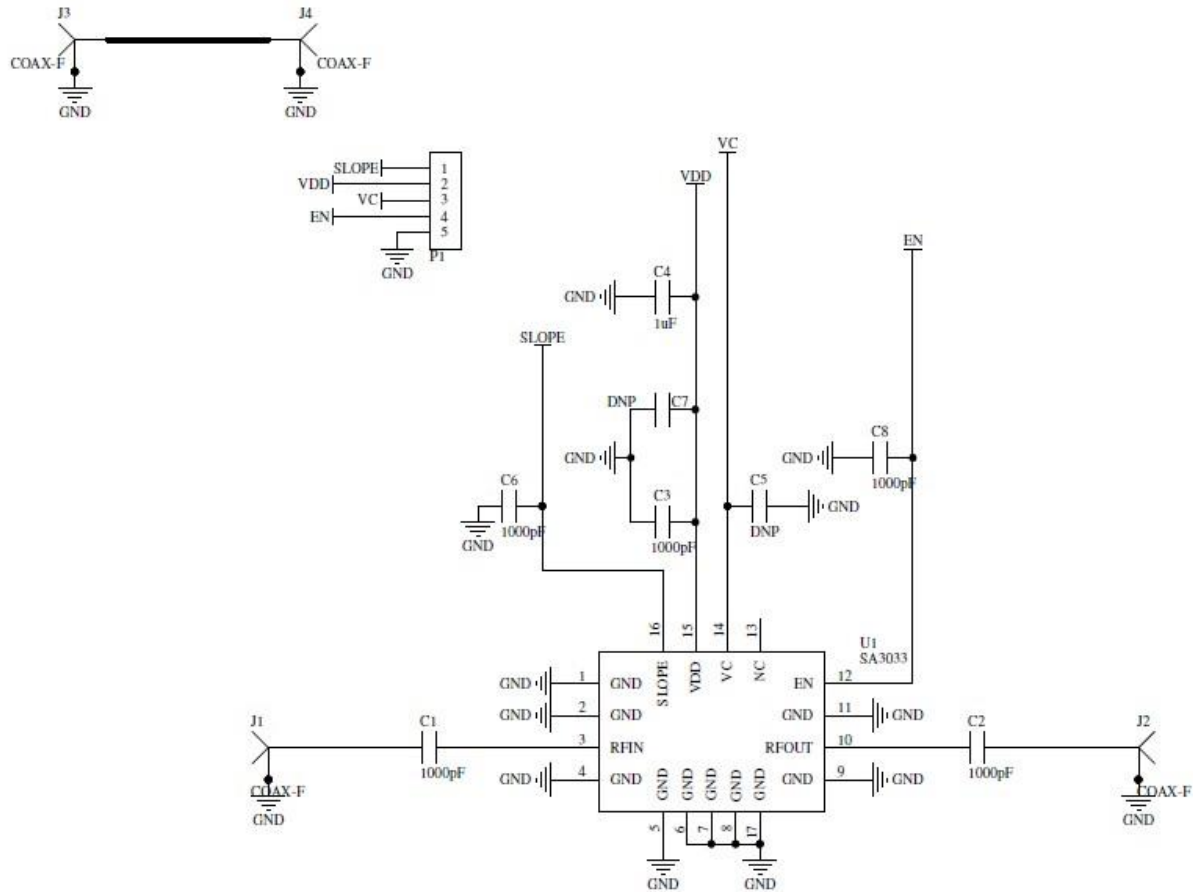 J3 J4
COAX-F COAX-F
GND GND
VC
SLOPE 1
VDD 2
VDD
VC 3
EN 4
5
EN
P1
GND
C4
GND
1uF
SLOPE
DNP C7
C8
GND GND
C6 C3 C5
1000pF
GND
1000pF
GND 1000pF DNP
16 15 14 13
U1
SA3033
SLOPE VDD VC NC
GND 1 GND EN 12
GND 2 GND GND 11 GND
J1 C1 C2 J2
3 RFIN RFOUT 10
1000pF 1000pF
GND 4 GND GND GND GND GND GND GND 9 GND
COAX-F COAX-F
GND GND
5 6 7 8 17
GND GND